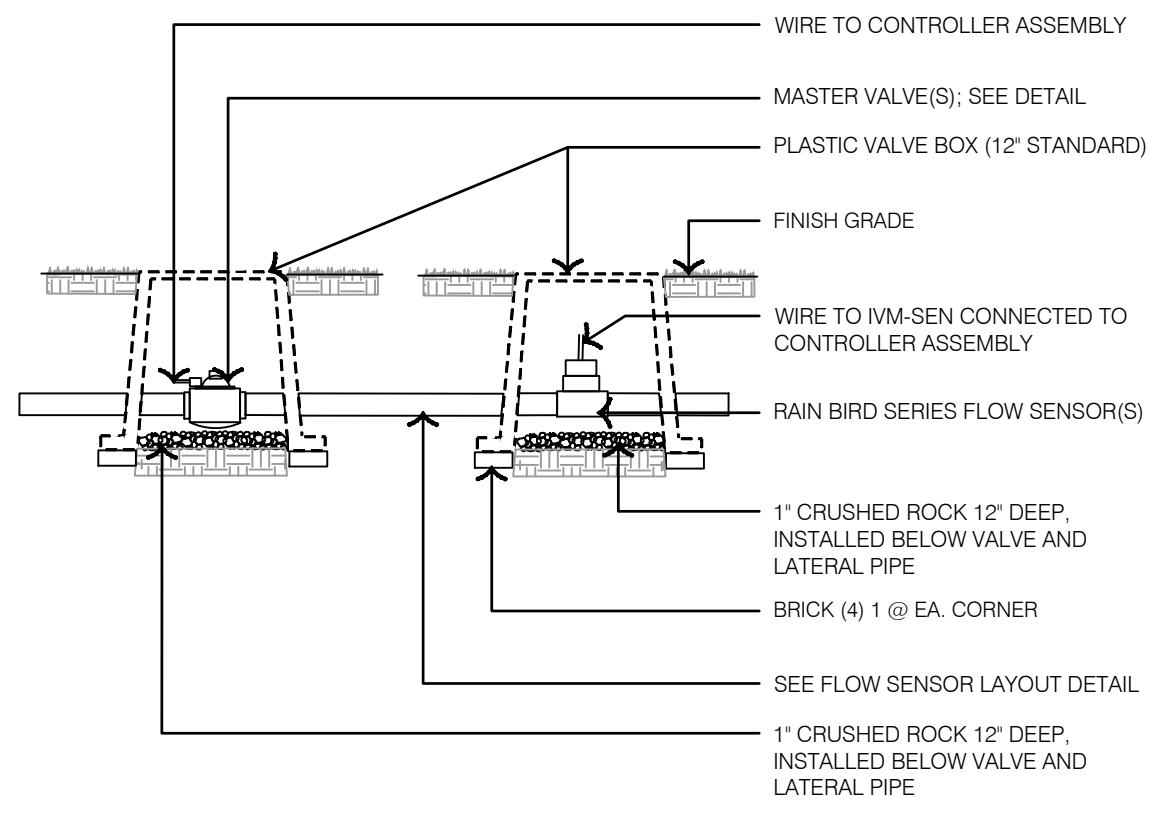 WIRE TO CONTROLLER ASSEMBLY
MASTER VALVE(S); SEE DETAIL
PLASTIC VALVE BOX (12" STANDARD)
FINISH GRADE
WIRE TO IVM-SEN CONNECTED TO
CONTROLLER ASSEMBLY
RAIN BIRD SERIES FLOW SENSOR(S)
1" CRUSHED ROCK 12" DEEP,
INSTALLED BELOW VALVE AND
LATERAL PIPE
BRICK (4) 1 @ EA. CORNER
SEE FLOW SENSOR LAYOUT DETAIL
1" CRUSHED ROCK 12" DEEP,
INSTALLED BELOW VALVE AND
LATERAL PIPE